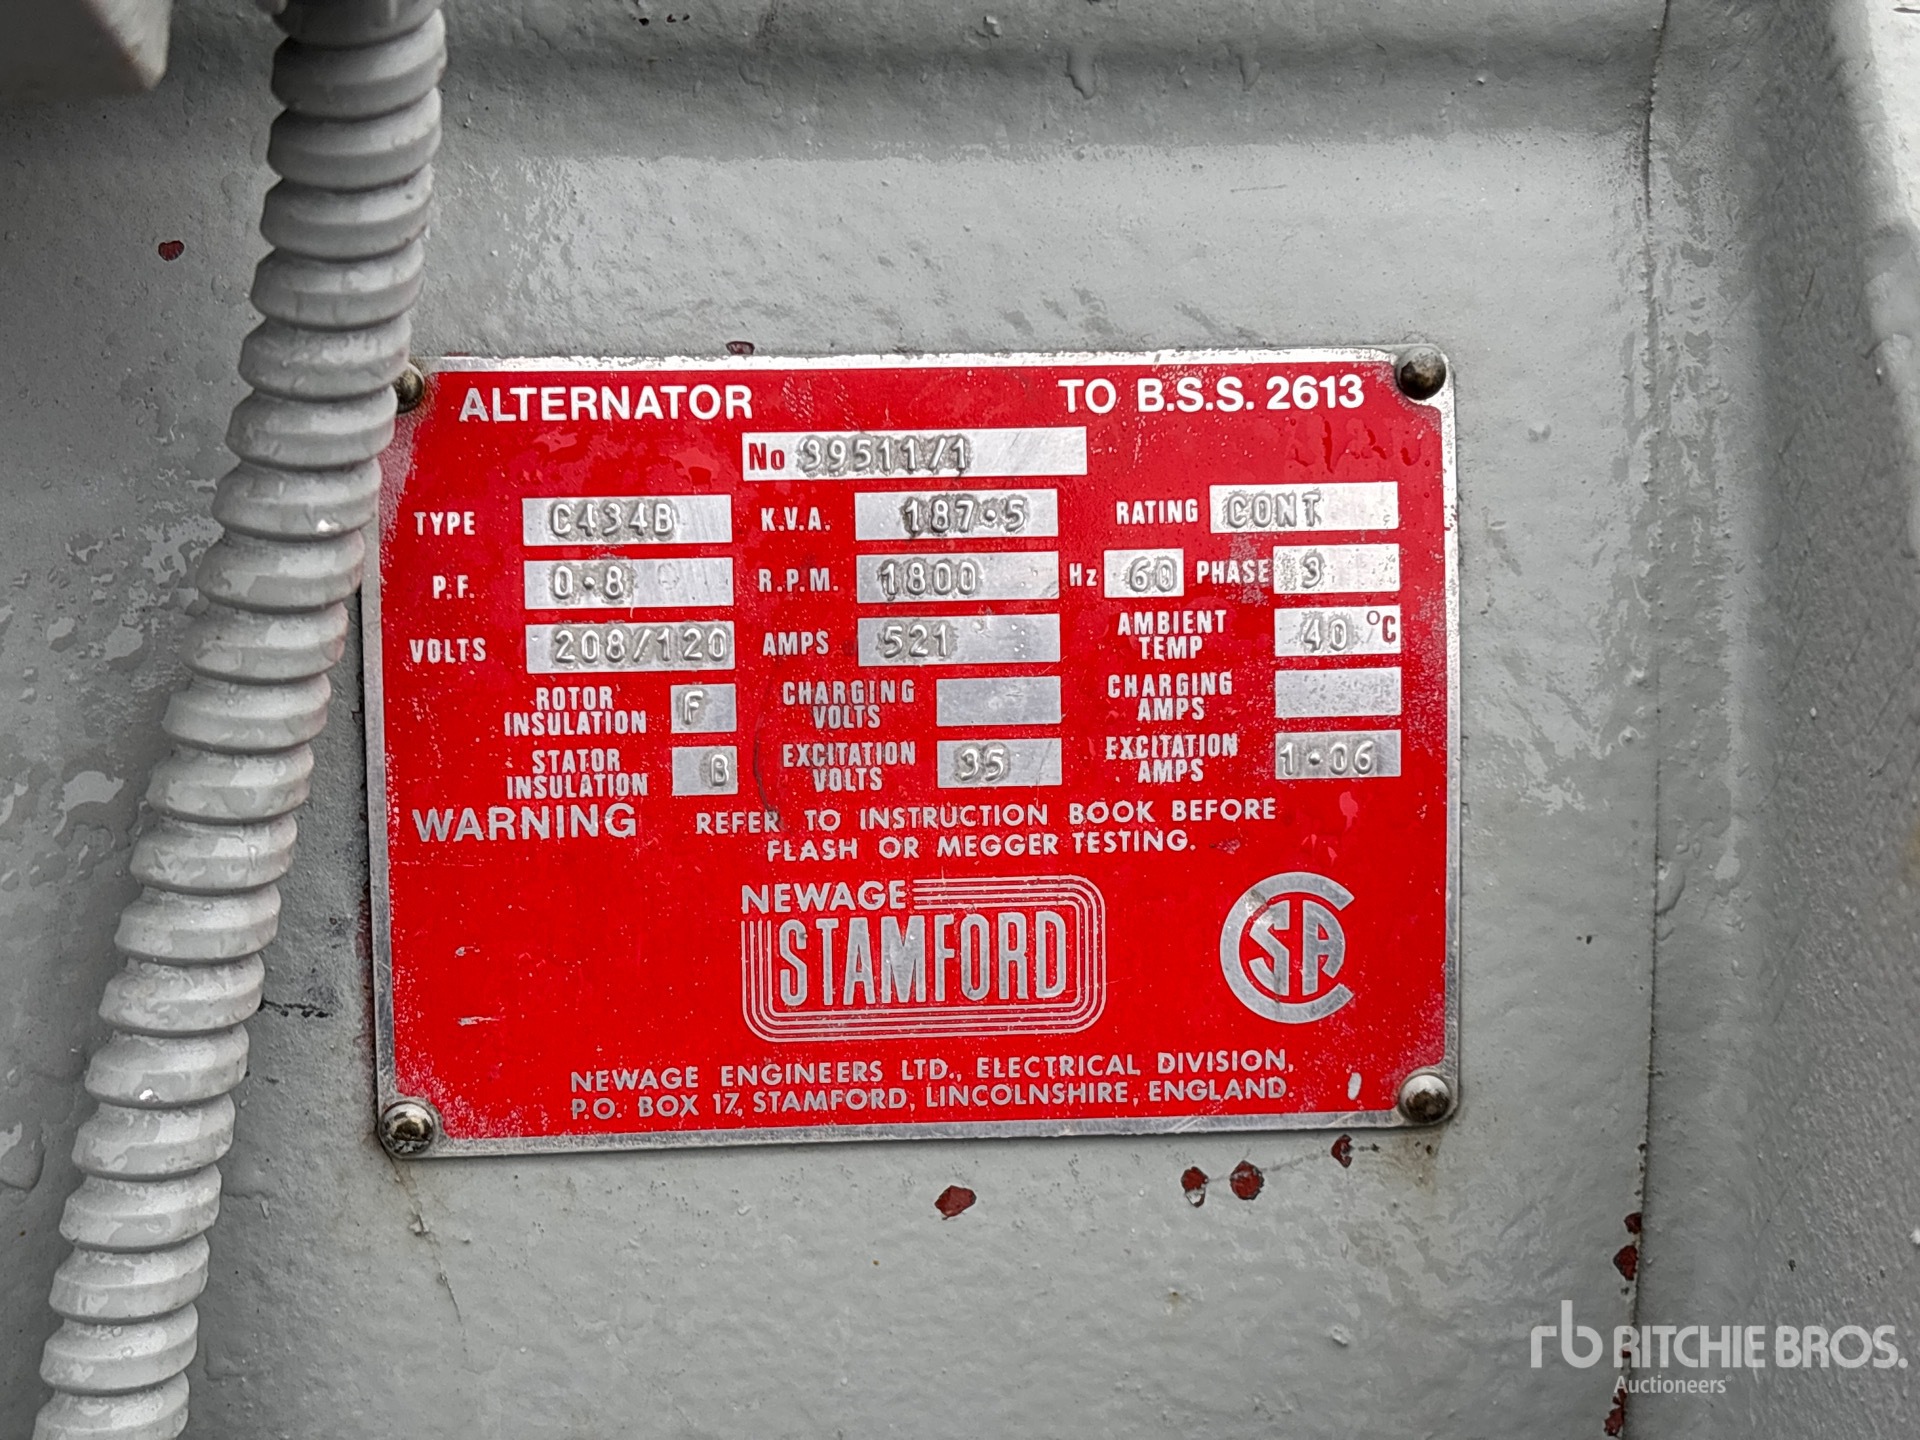 ALTERNATOR TO B.S.S. 2613
No 39511/1
TYPE C434B K.V.A. 187·5 RATING CONT
P.F. 0·8 R.P.M. 1800 Hz 60 PHASE 3
VOLTS 208/120 AMPS 521 AMBIENT TEMP 40 °C
ROTOR INSULATION F CHARGING VOLTS CHARGING AMPS
STATOR INSULATION B EXCITATION VOLTS 35 EXCITATION AMPS 1·06
WARNING REFER TO INSTRUCTION BOOK BEFORE
FLASH OR MEGGER TESTING.
NEWAGE
STAMFORD
CSA
NEWAGE ENGINEERS LTD., ELECTRICAL DIVISION,
P.O. BOX 17, STAMFORD, LINCOLNSHIRE, ENGLAND.
rb RITCHIE BROS.
Auctioneers